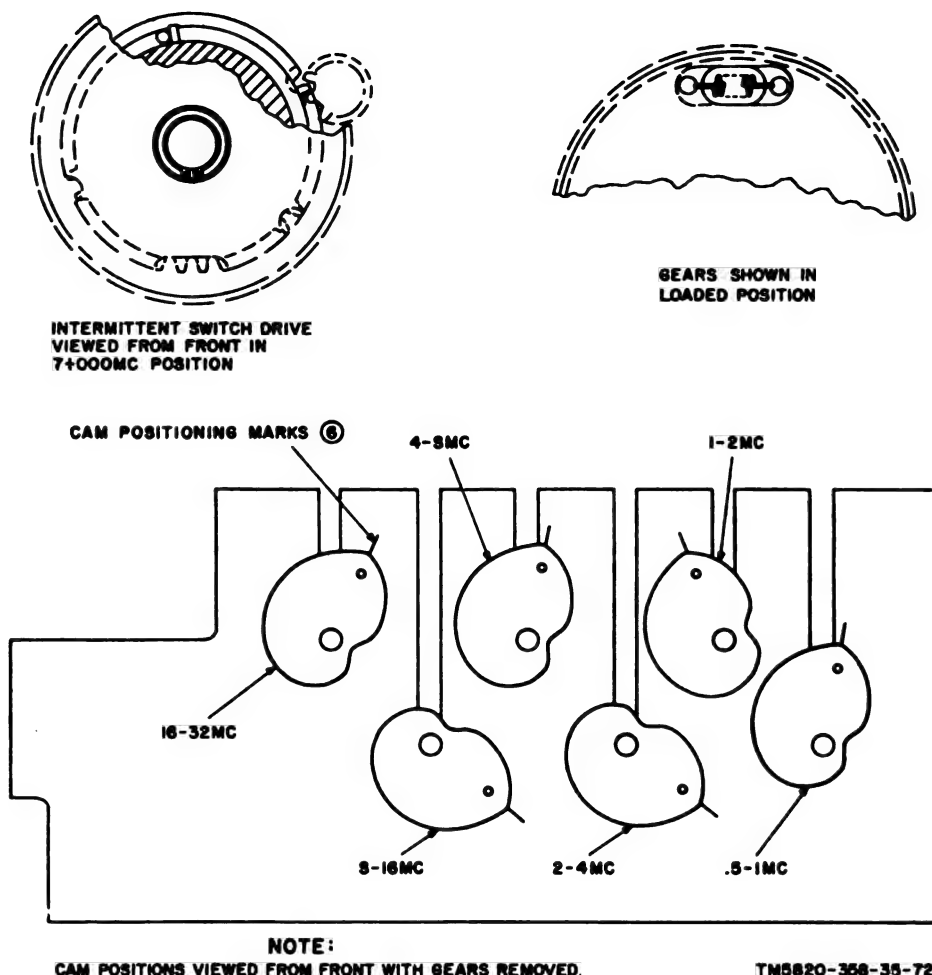 INTERMITTENT SWITCH DRIVE
VIEWED FROM FRONT IN
7+000MC POSITION
GEARS SHOWN IN
LOADED POSITION
CAM POSITIONING MARKS ⑥
4-8MC
1-2MC
16-32MC
8-16MC
2-4MC
.5-1MC
NOTE:
CAM POSITIONS VIEWED FROM FRONT WITH GEARS REMOVED.
TM5820-358-35-72